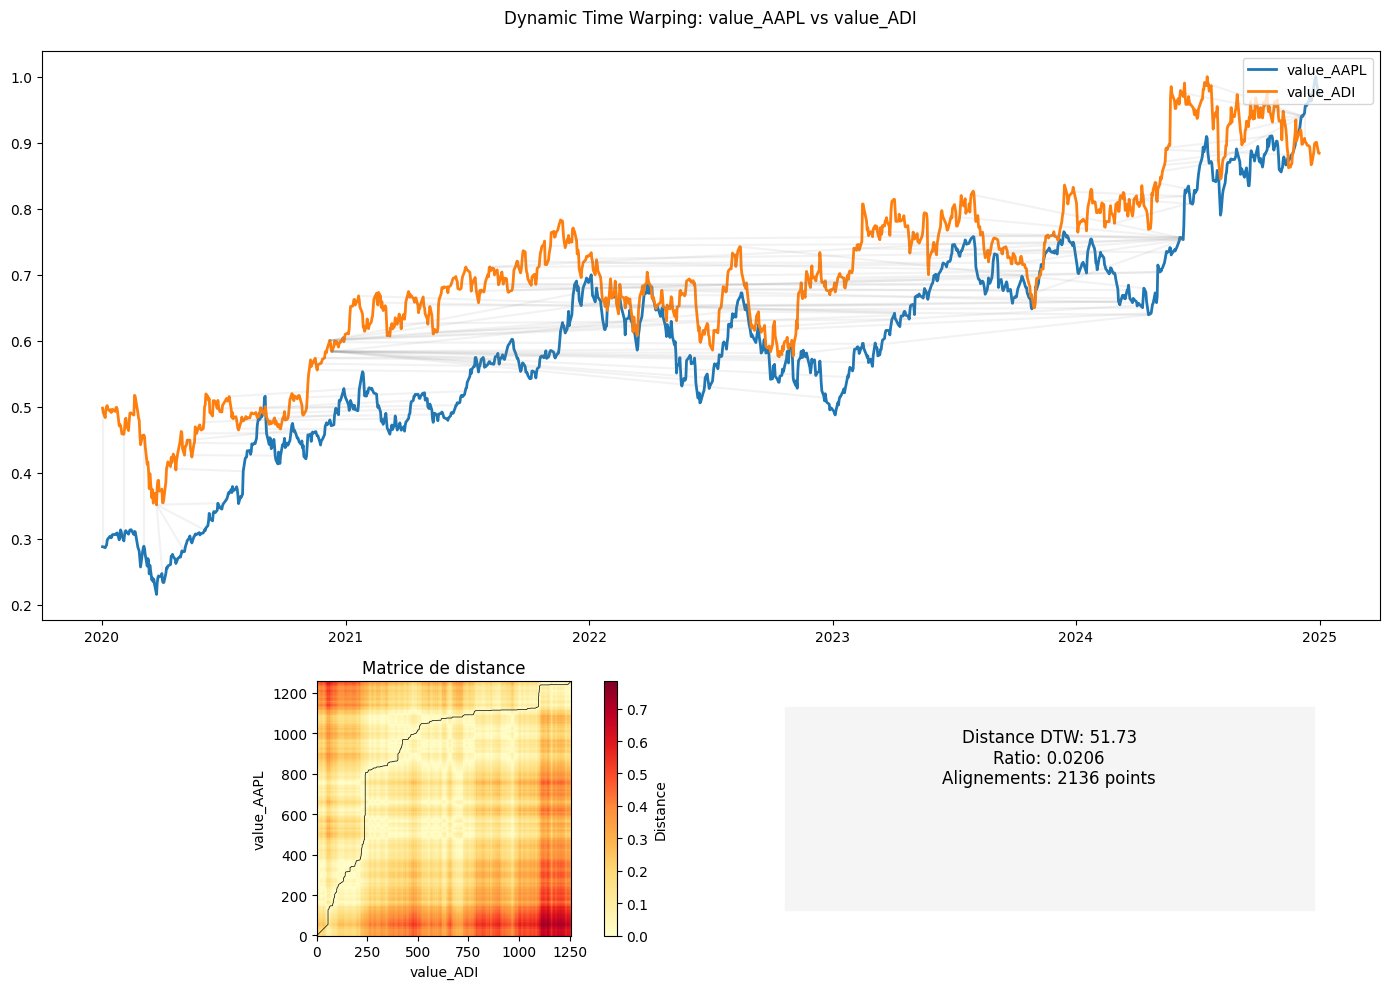 Dynamic Time Warping: value_AAPL vs value_ADI
value_AAPL
value_ADI
1.0
0.9
0.8
0.7
0.6
0.5
0.4
0.3
0.2
2020 2021 2022 2023 2024 2025
Matrice de distance
value_AAPL
1200
1000
800
600
400
200
0
0 250 500 750 1000 1250
value_ADI
0.7
0.6
0.5
0.4
0.3
0.2
0.1
0.0
Distance
Distance DTW: 51.73
Ratio: 0.0206
Alignements: 2136 points